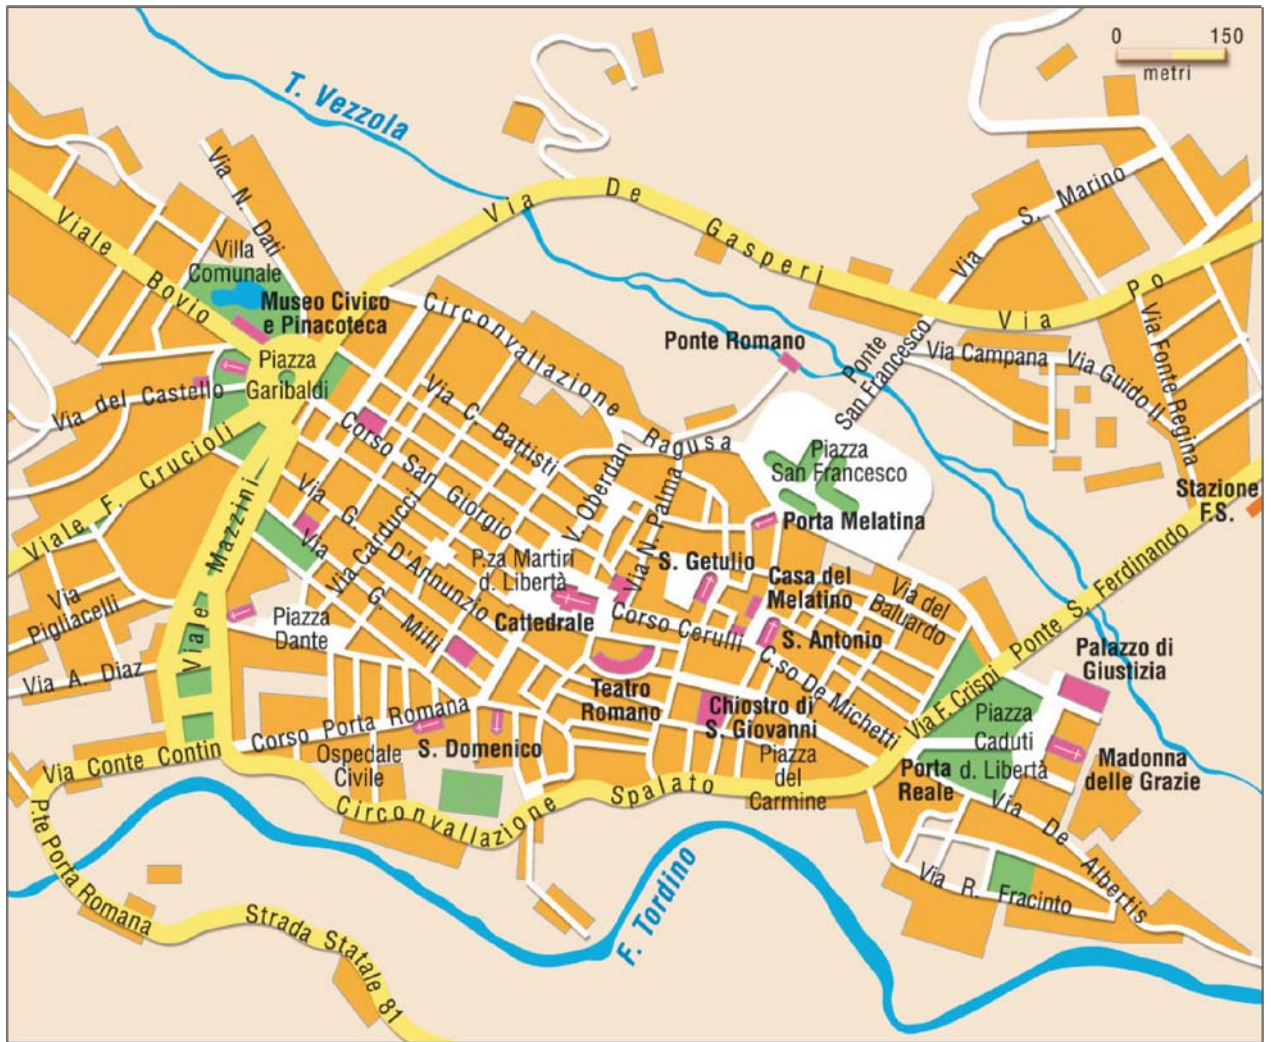 0 150
metri
T. Vezzola
Via De Gasperi
Via N. Dati
Via S. Marino
Viale Bovio
Villa
Comunale
Museo Civico
e Pinacoteca
Via Po
Circonvallazione Ragusa
Ponte Romano
Ponte
San Francesco
Via Campana
Via Guido II
Via Fonte Regina
Piazza
Garibaldi
Via del Castello
Via C. Battisti
Corso San Giorgio
Viale F. Crucioli
V. Oberdan
Via N. Palma
Piazza
San Francesco
Stazione
F.S.
Porta Melatina
Viale Mazzini
Via G. D'Annunzio
Via Carducci
Via G. Milli
P.za Martiri
d. Libertà
S. Getulio
Casa del
Melatino
Via del
Baluardo
Ponte S. Ferdinando
Via
Pigliacelli
Piazza
Dante
Cattedrale
Corso Cerulli
S. Antonio
Palazzo di
Giustizia
Via A. Diaz
Teatro
Romano
C.so De Michetti
Via F. Crispi
Chiostro di
S. Giovanni
Piazza
Caduti
d. Libertà
Corso Porta Romana
S. Domenico
Ospedale
Civile
Via Conte Contin
Piazza
del
Carmine
Porta
Reale
Madonna
delle Grazie
Circonvallazione Spalato
P.te Porta Romana
Via De Albertis
Via R. Fracinto
F. Tordino
Strada Statale 81